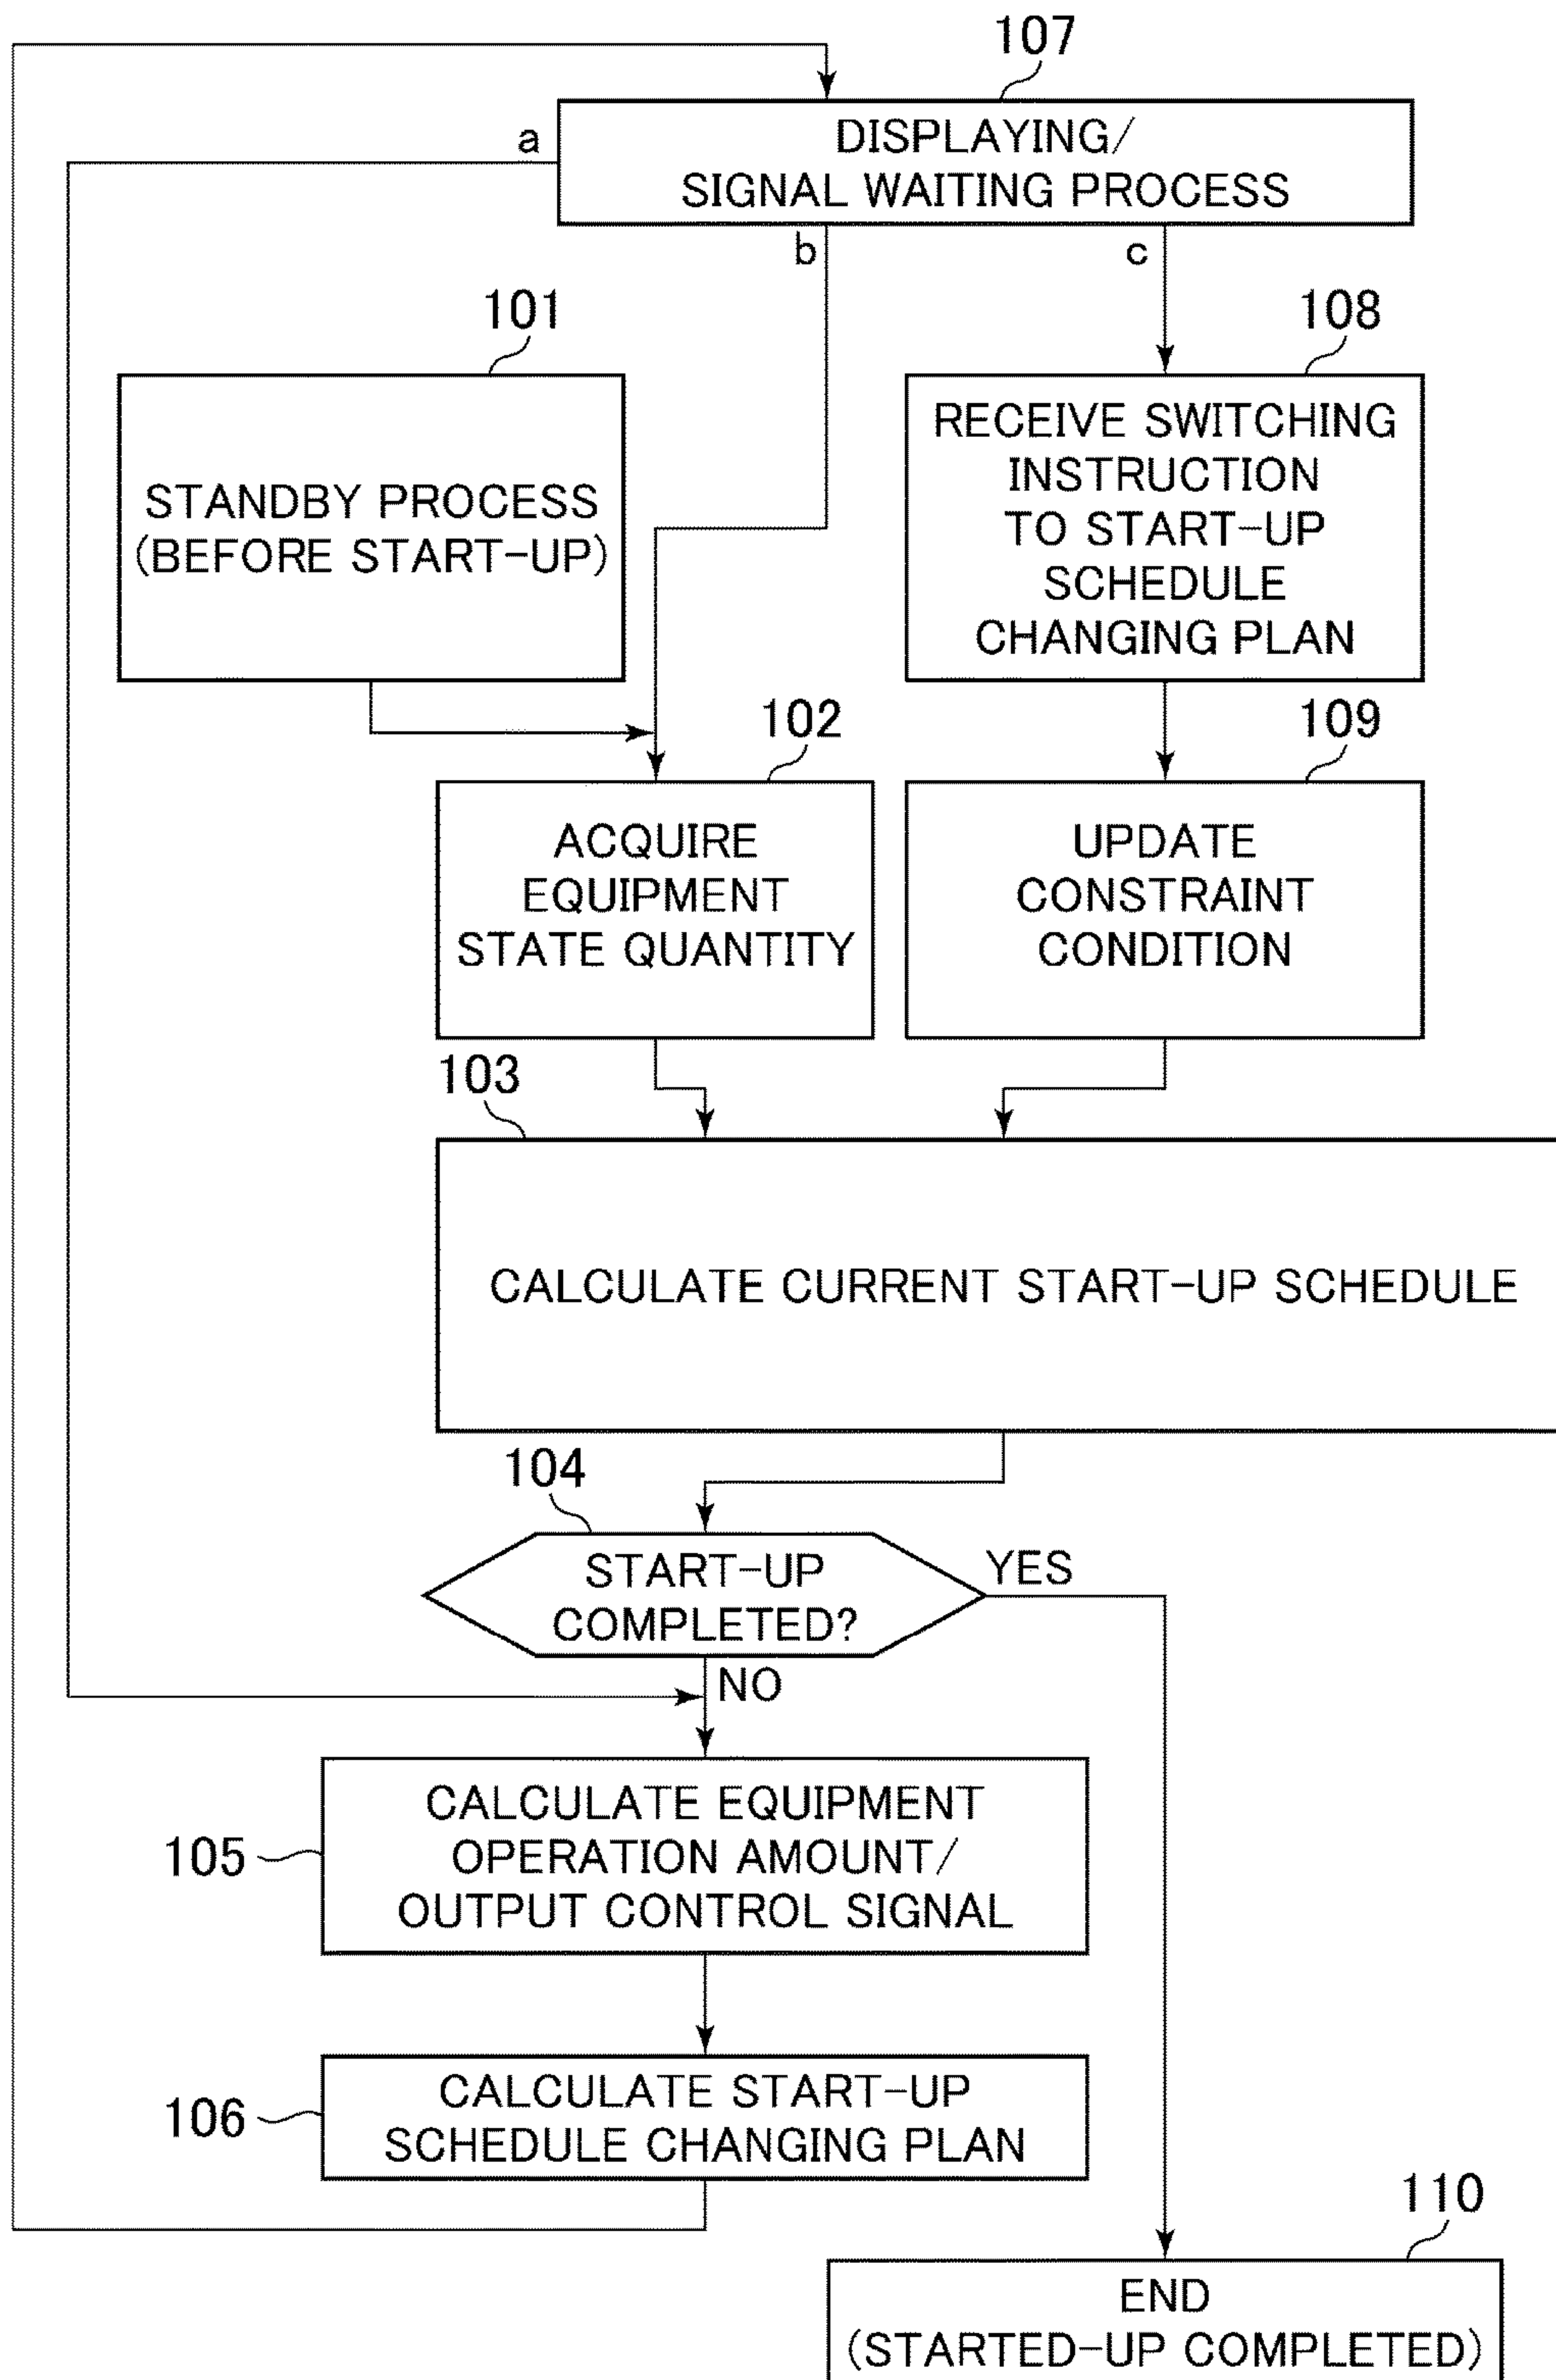 107
DISPLAYING/
SIGNAL WAITING PROCESS
a
b
c
101
STANDBY PROCESS
(BEFORE START-UP)
108
RECEIVE SWITCHING
INSTRUCTION
TO START-UP
SCHEDULE
CHANGING PLAN
102
ACQUIRE
EQUIPMENT
STATE QUANTITY
109
UPDATE
CONSTRAINT
CONDITION
103
CALCULATE CURRENT START-UP SCHEDULE
104
START-UP
COMPLETED?
YES
NO
105
CALCULATE EQUIPMENT
OPERATION AMOUNT/
OUTPUT CONTROL SIGNAL
106
CALCULATE START-UP
SCHEDULE CHANGING PLAN
110
END
(STARTED-UP COMPLETED)